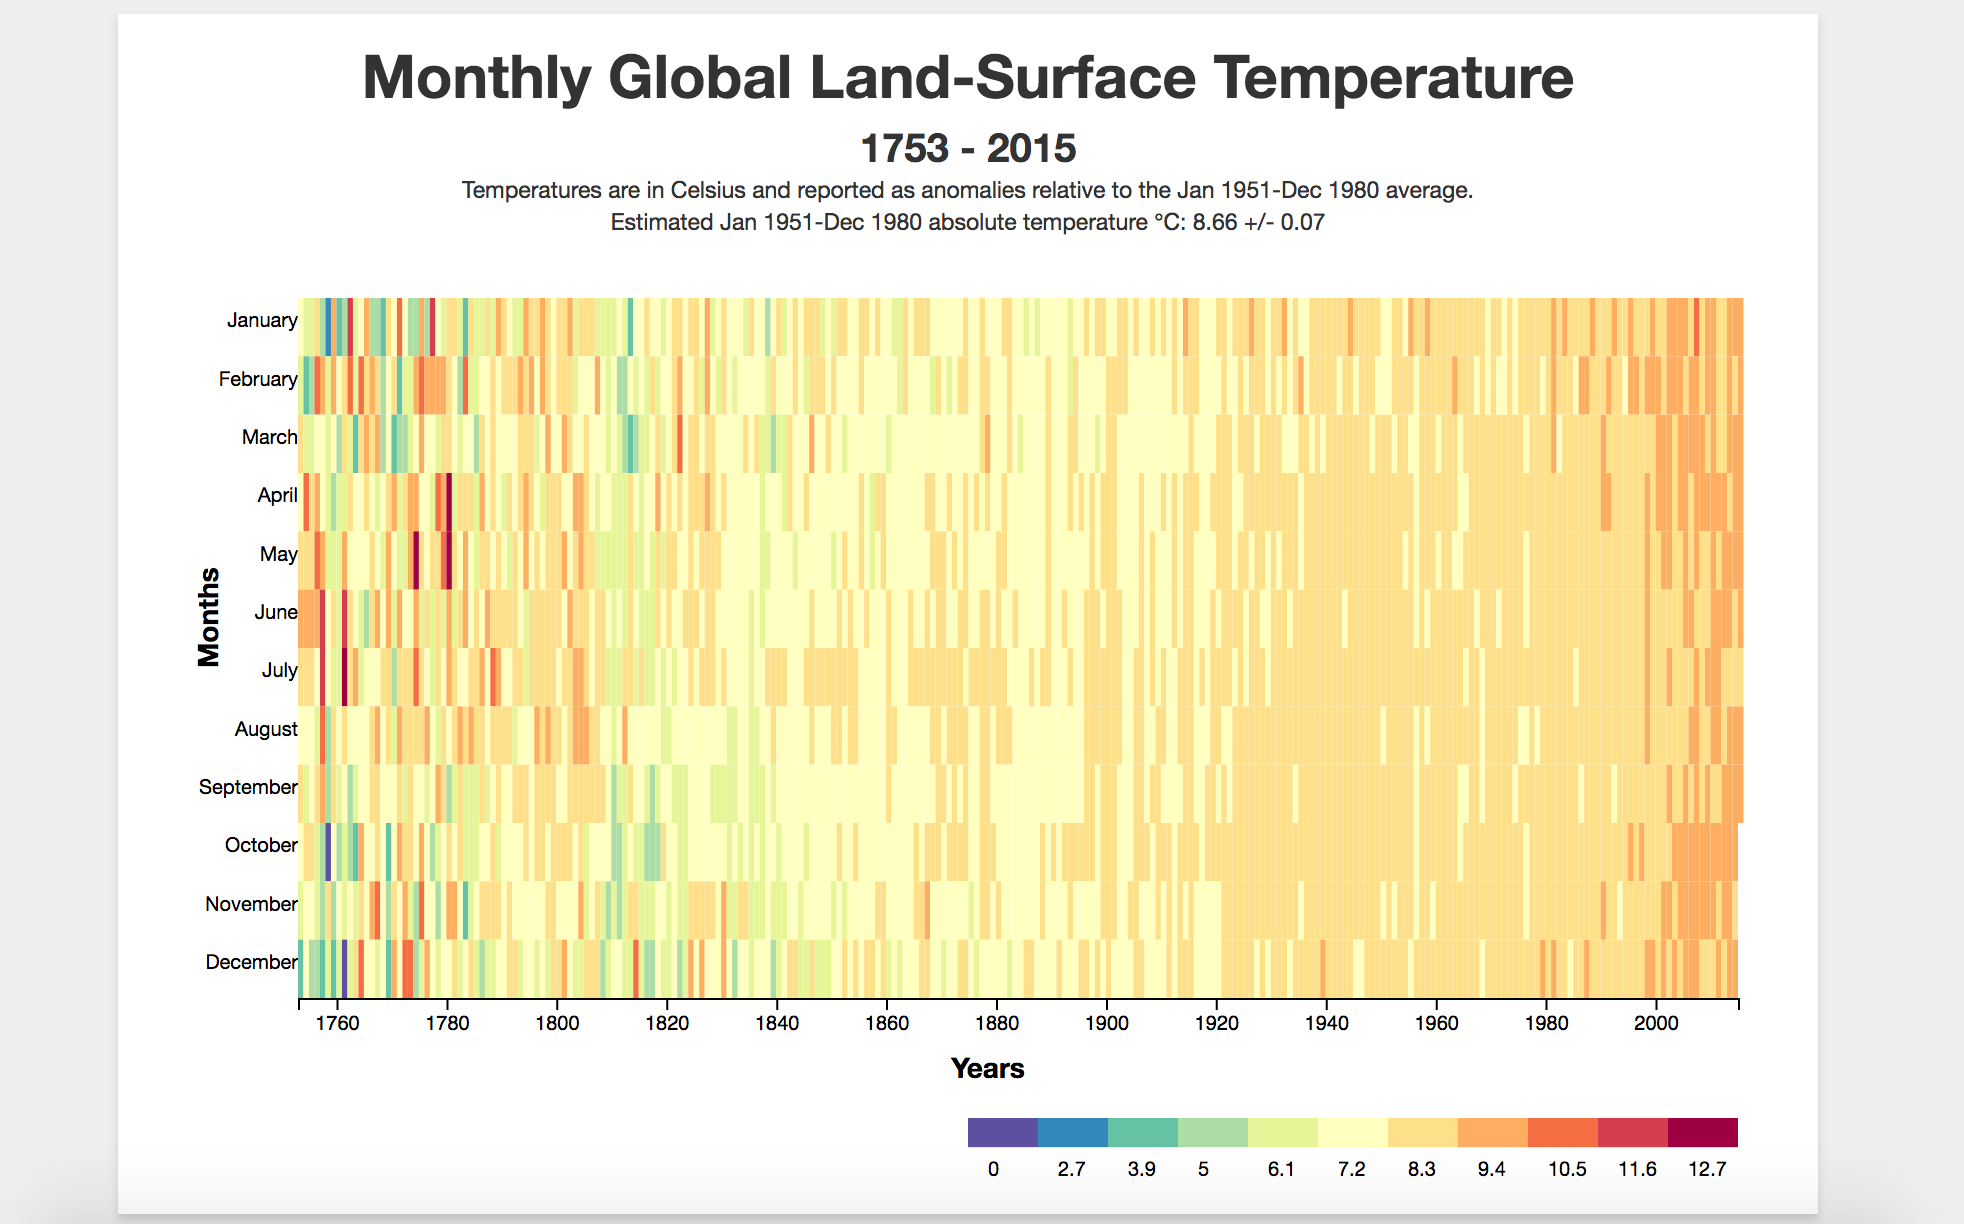 Monthly Global Land-Surface Temperature
1753 - 2015
Temperatures are in Celsius and reported as anomalies relative to the Jan 1951-Dec 1980 average.
Estimated Jan 1951-Dec 1980 absolute temperature °C: 8.66 +/- 0.07
Months
January
February
March
April
May
June
July
August
September
October
November
December
1760 1780 1800 1820 1840 1860 1880 1900 1920 1940 1960 1980 2000
Years
0 2.7 3.9 5 6.1 7.2 8.3 9.4 10.5 11.6 12.7